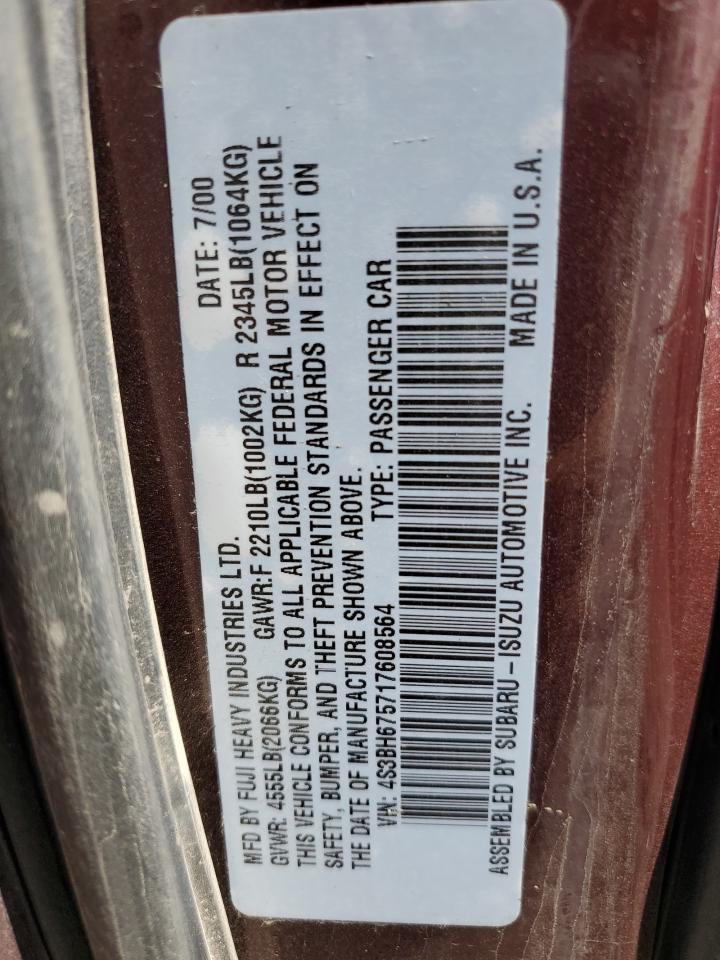 MFD BY FUJI HEAVY INDUSTRIES LTD. DATE: 7/00
GVWR: 4555LB(2066KG) GAWR:F 2210LB(1002KG) R 2345LB(1064KG)
THIS VEHICLE CONFORMS TO ALL APPLICABLE FEDERAL MOTOR VEHICLE
SAFETY, BUMPER, AND THEFT PREVENTION STANDARDS IN EFFECT ON
THE DATE OF MANUFACTURE SHOWN ABOVE.
VIN: 4S3BH675717608564 TYPE: PASSENGER CAR
ASSEMBLED BY SUBARU-ISUZU AUTOMOTIVE INC. MADE IN U.S.A.